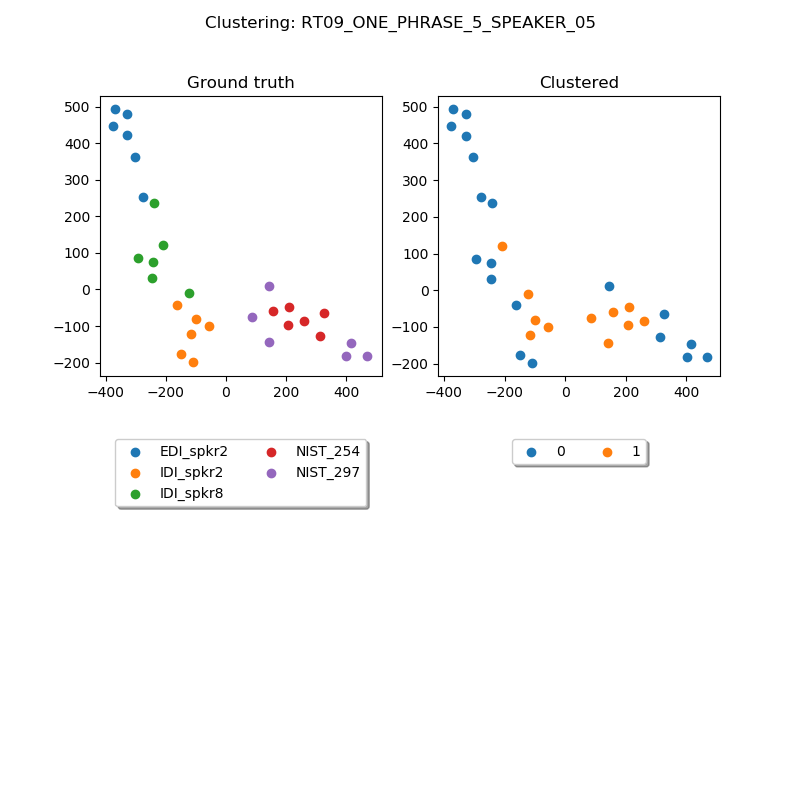 Clustering: RT09_ONE_PHRASE_5_SPEAKER_05
Ground truth
500
400
300
200
100
0
−100
−200
−400 −200 0 200 400
EDI_spkr2 NIST_254
IDI_spkr2 NIST_297
IDI_spkr8
Clustered
500
400
300
200
100
0
−100
−200
−400 −200 0 200 400
0 1